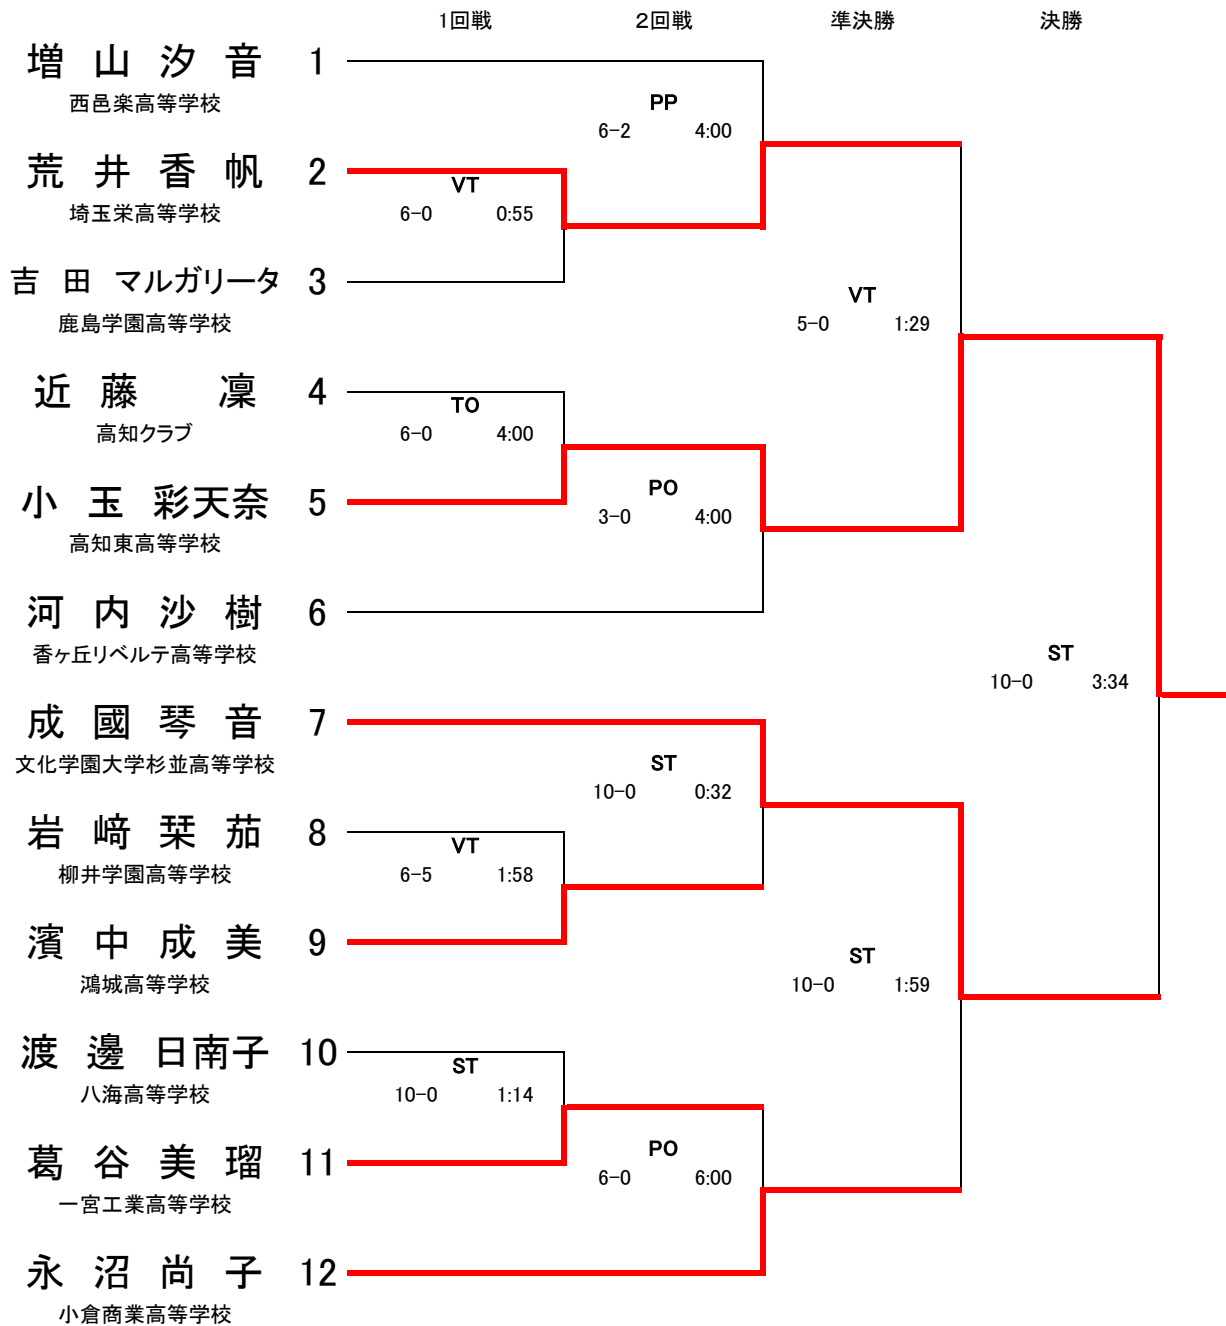 1回戦 2回戦 準決勝 決勝
増山汐音 1
西邑楽高等学校
PP
6-2 4:00
荒井香帆 2
埼玉栄高等学校
VT
6-0 0:55
吉田 マルガリータ 3
鹿島学園高等学校
VT
5-0 1:29
近藤 凜 4
高知クラブ
TO
6-0 4:00
小玉彩天奈 5
高知東高等学校
PO
3-0 4:00
河内沙樹 6
香ヶ丘リベルテ高等学校
ST
10-0 3:34
成國琴音 7
文化学園大学杉並高等学校
ST
10-0 0:32
岩﨑栞茄 8
柳井学園高等学校
VT
6-5 1:58
濱中成美 9
鴻城高等学校
ST
10-0 1:59
渡邊日南子 10
八海高等学校
ST
10-0 1:14
葛谷美瑠 11
一宮工業高等学校
PO
6-0 6:00
永沼尚子 12
小倉商業高等学校